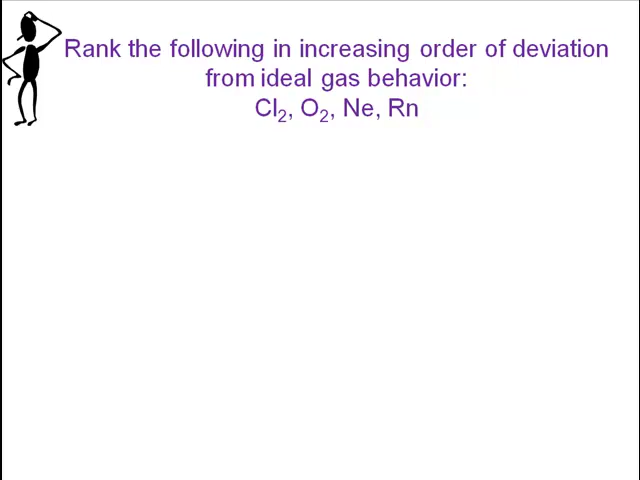 Rank the following in increasing order of deviation
from ideal gas behavior:
Cl₂, O₂, Ne, Rn